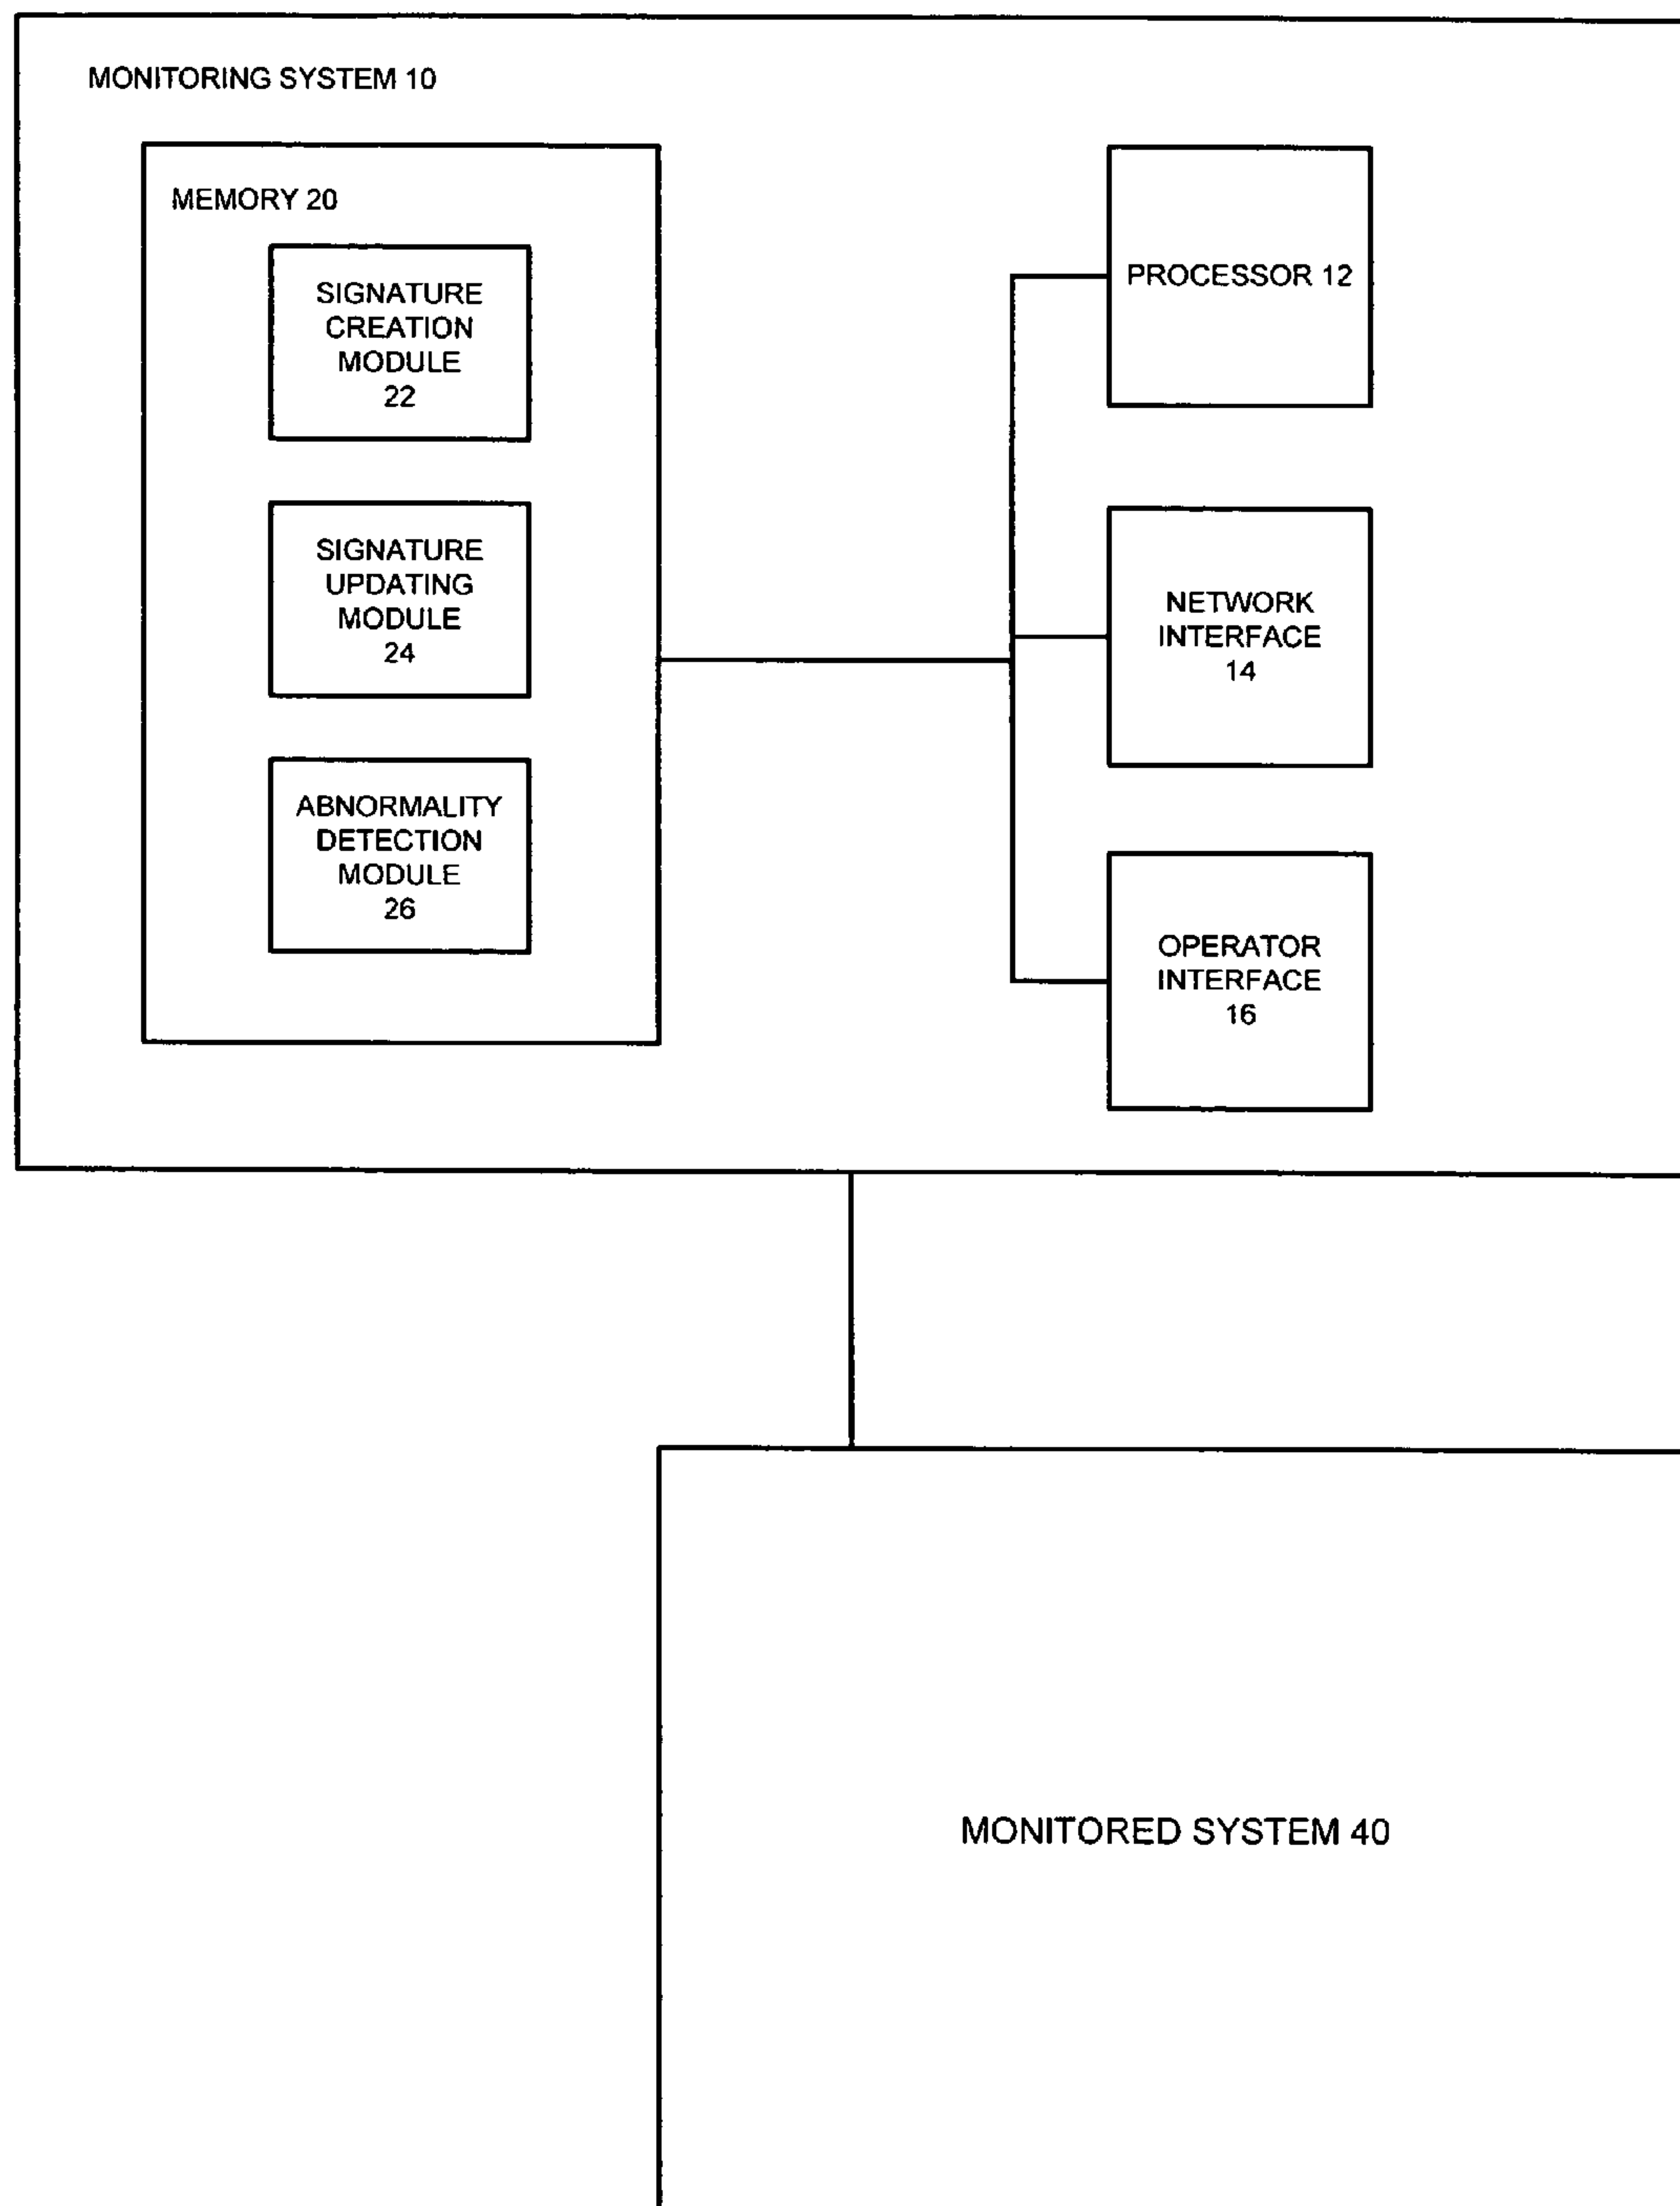 MONITORING SYSTEM 10
MEMORY 20
SIGNATURE
CREATION
MODULE
22
SIGNATURE
UPDATING
MODULE
24
ABNORMALITY
DETECTION
MODULE
26
PROCESSOR 12
NETWORK
INTERFACE
14
OPERATOR
INTERFACE
16
MONITORED SYSTEM 40